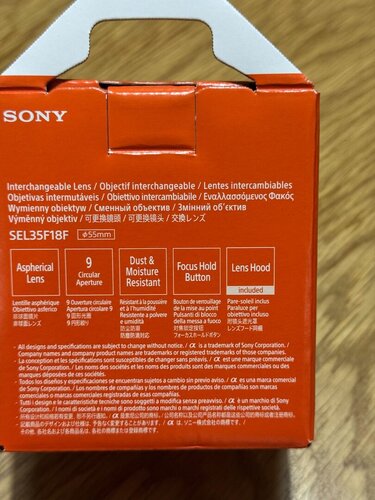 SONY
Interchangeable Lens / Objectif interchangeable / Lentes intercambiables
Objetivas intermutáveis / Obiettivo intercambiabile / Εναλλασσόμενος Φακός
Wymienny obiektyw / Сменный объектив / Змінний об'єктив
Výměnný objektiv / 可更换镜头 / 可更換鏡頭 / 交換レンズ
SEL35F18F ø55mm
Aspherical
Lens
Lentille asphérique
Obiettivo asferico
非球面鏡片
非球面レンズ
9
Circular
Aperture
9 Ouverture circulaire
Apertura circolare 9
9 圓形光圈
9 円形絞り
Dust &
Moisture
Resistant
Résistant à la poussière
et à l'humidité
Resistente a polvere
e umidità
防尘防滴
防塵防滴対応
Focus Hold
Button
Bouton de verrouillage
de la mise au point
Pulsanti di blocco
della messa a fuoco
對焦鎖定按鈕
フォーカスホールドボタン
Lens Hood
included
Pare-soleil inclus
Paraluce per
obiettivo incluso
附鏡頭遮光罩
レンズフード同梱
• All designs and specifications are subject to change without notice. / α is a trademark of Sony Corporation. /
Company names and company product names are trademarks or registered trademarks of those companies.
• La conception et les spécifications sont susceptibles de changer sans préavis. / α est une marque commerciale
de Sony Corporation. / Les noms de sociétés et les noms des produits sont des marques commerciales ou des
marques déposées de ces sociétés.
• Todos los diseños y especificaciones se encuentran sujetos a cambio sin previo aviso. / α es una marca comercial
de Sony Corporation. / Los nombres de compañías y los nombres de productos de compañías son marcas
comerciales o marcas comerciales registradas de esas compañías.
• Tutti i design e le caratteristiche tecniche sono soggetti a modifica senza preavviso. / α è un marchio di Sony
Corporation. / I nomi di società e i nomi di prodotto sono marchi o marchi registrati delle rispettive società.